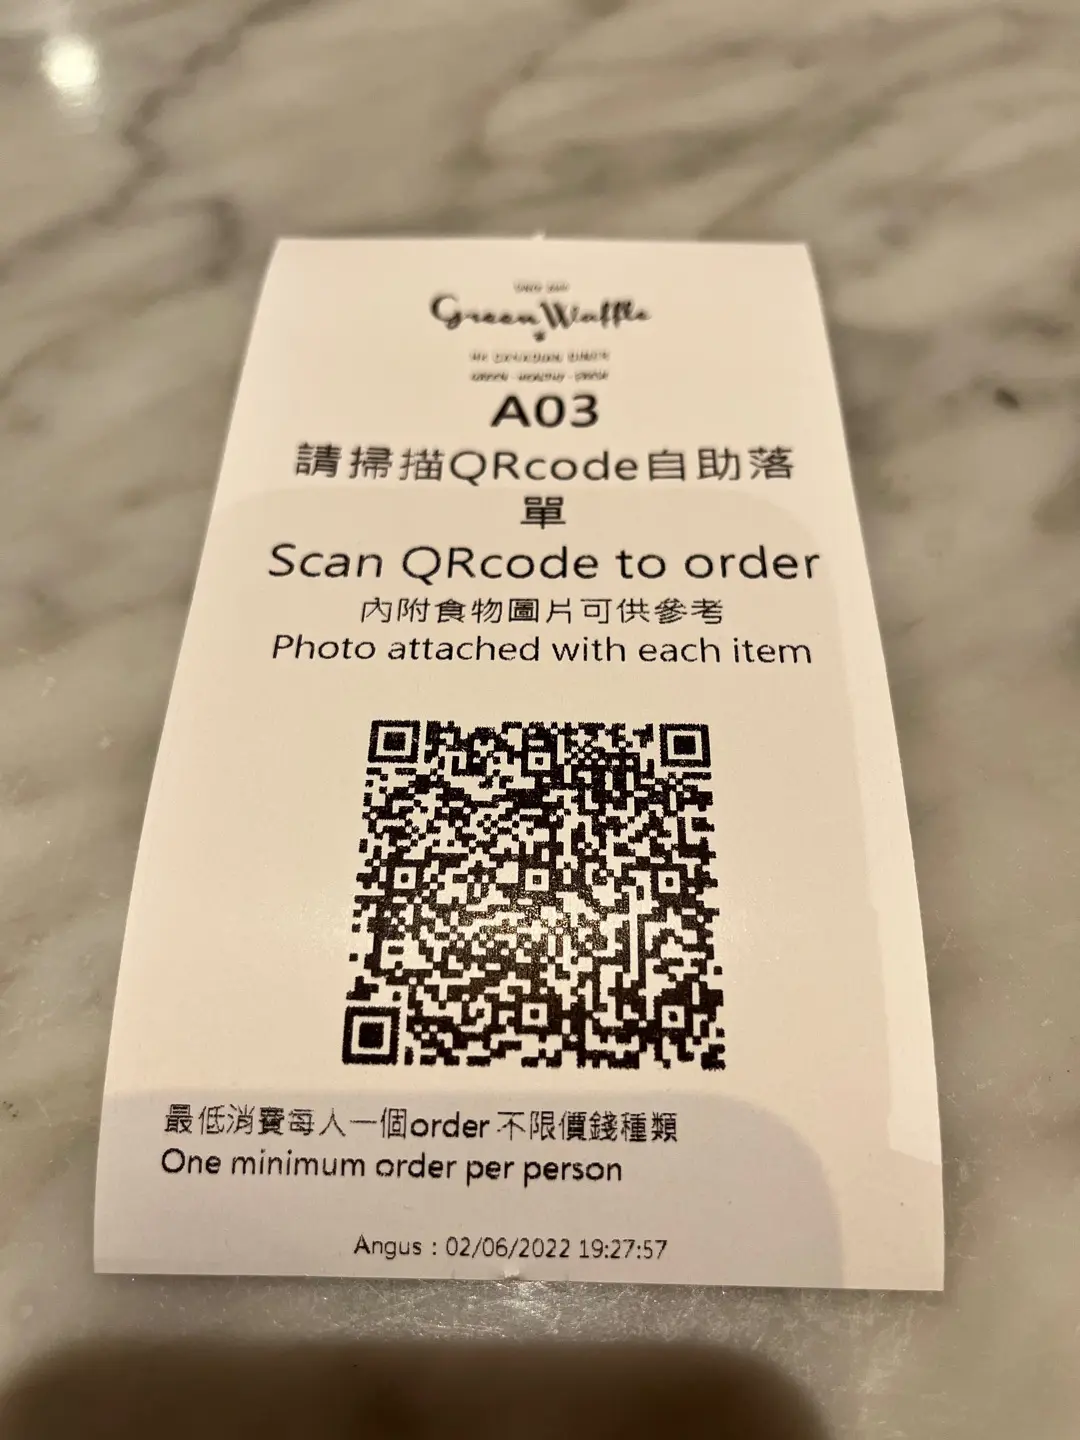 Green Waffle
A03
請掃描QRcode自助落
單
Scan QRcode to order
內附食物圖片可供參考
Photo attached with each item
最低消費每人一個order 不限價錢種類
One minimum order per person
Angus : 02/06/2022 19:27:57